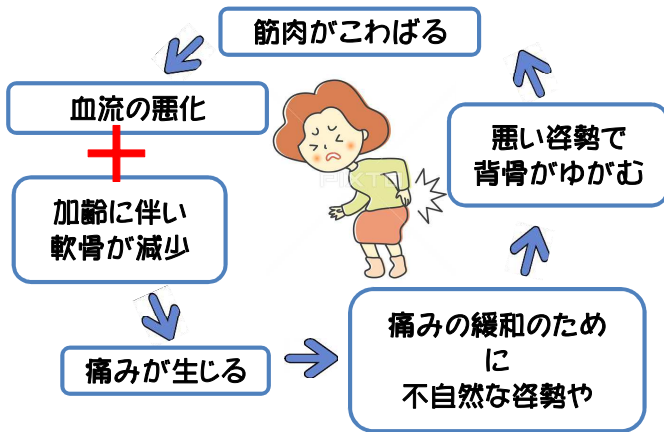 筋肉がこわばる
血流の悪化
加齢に伴い
軟骨が減少
痛みが生じる
痛みの緩和のため
に
不自然な姿勢や
悪い姿勢で
背骨がゆがむ